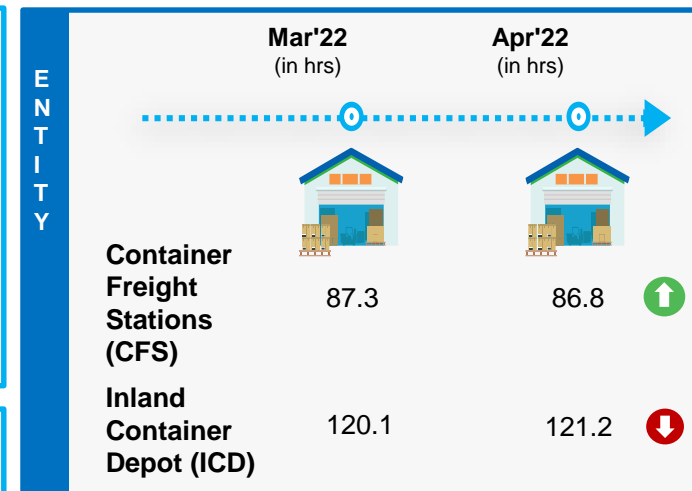 ENTITY
Mar'22 Apr'22
(in hrs) (in hrs)
Container
Freight
Stations
(CFS)
87.3 86.8
Inland
Container
Depot (ICD)
120.1 121.2